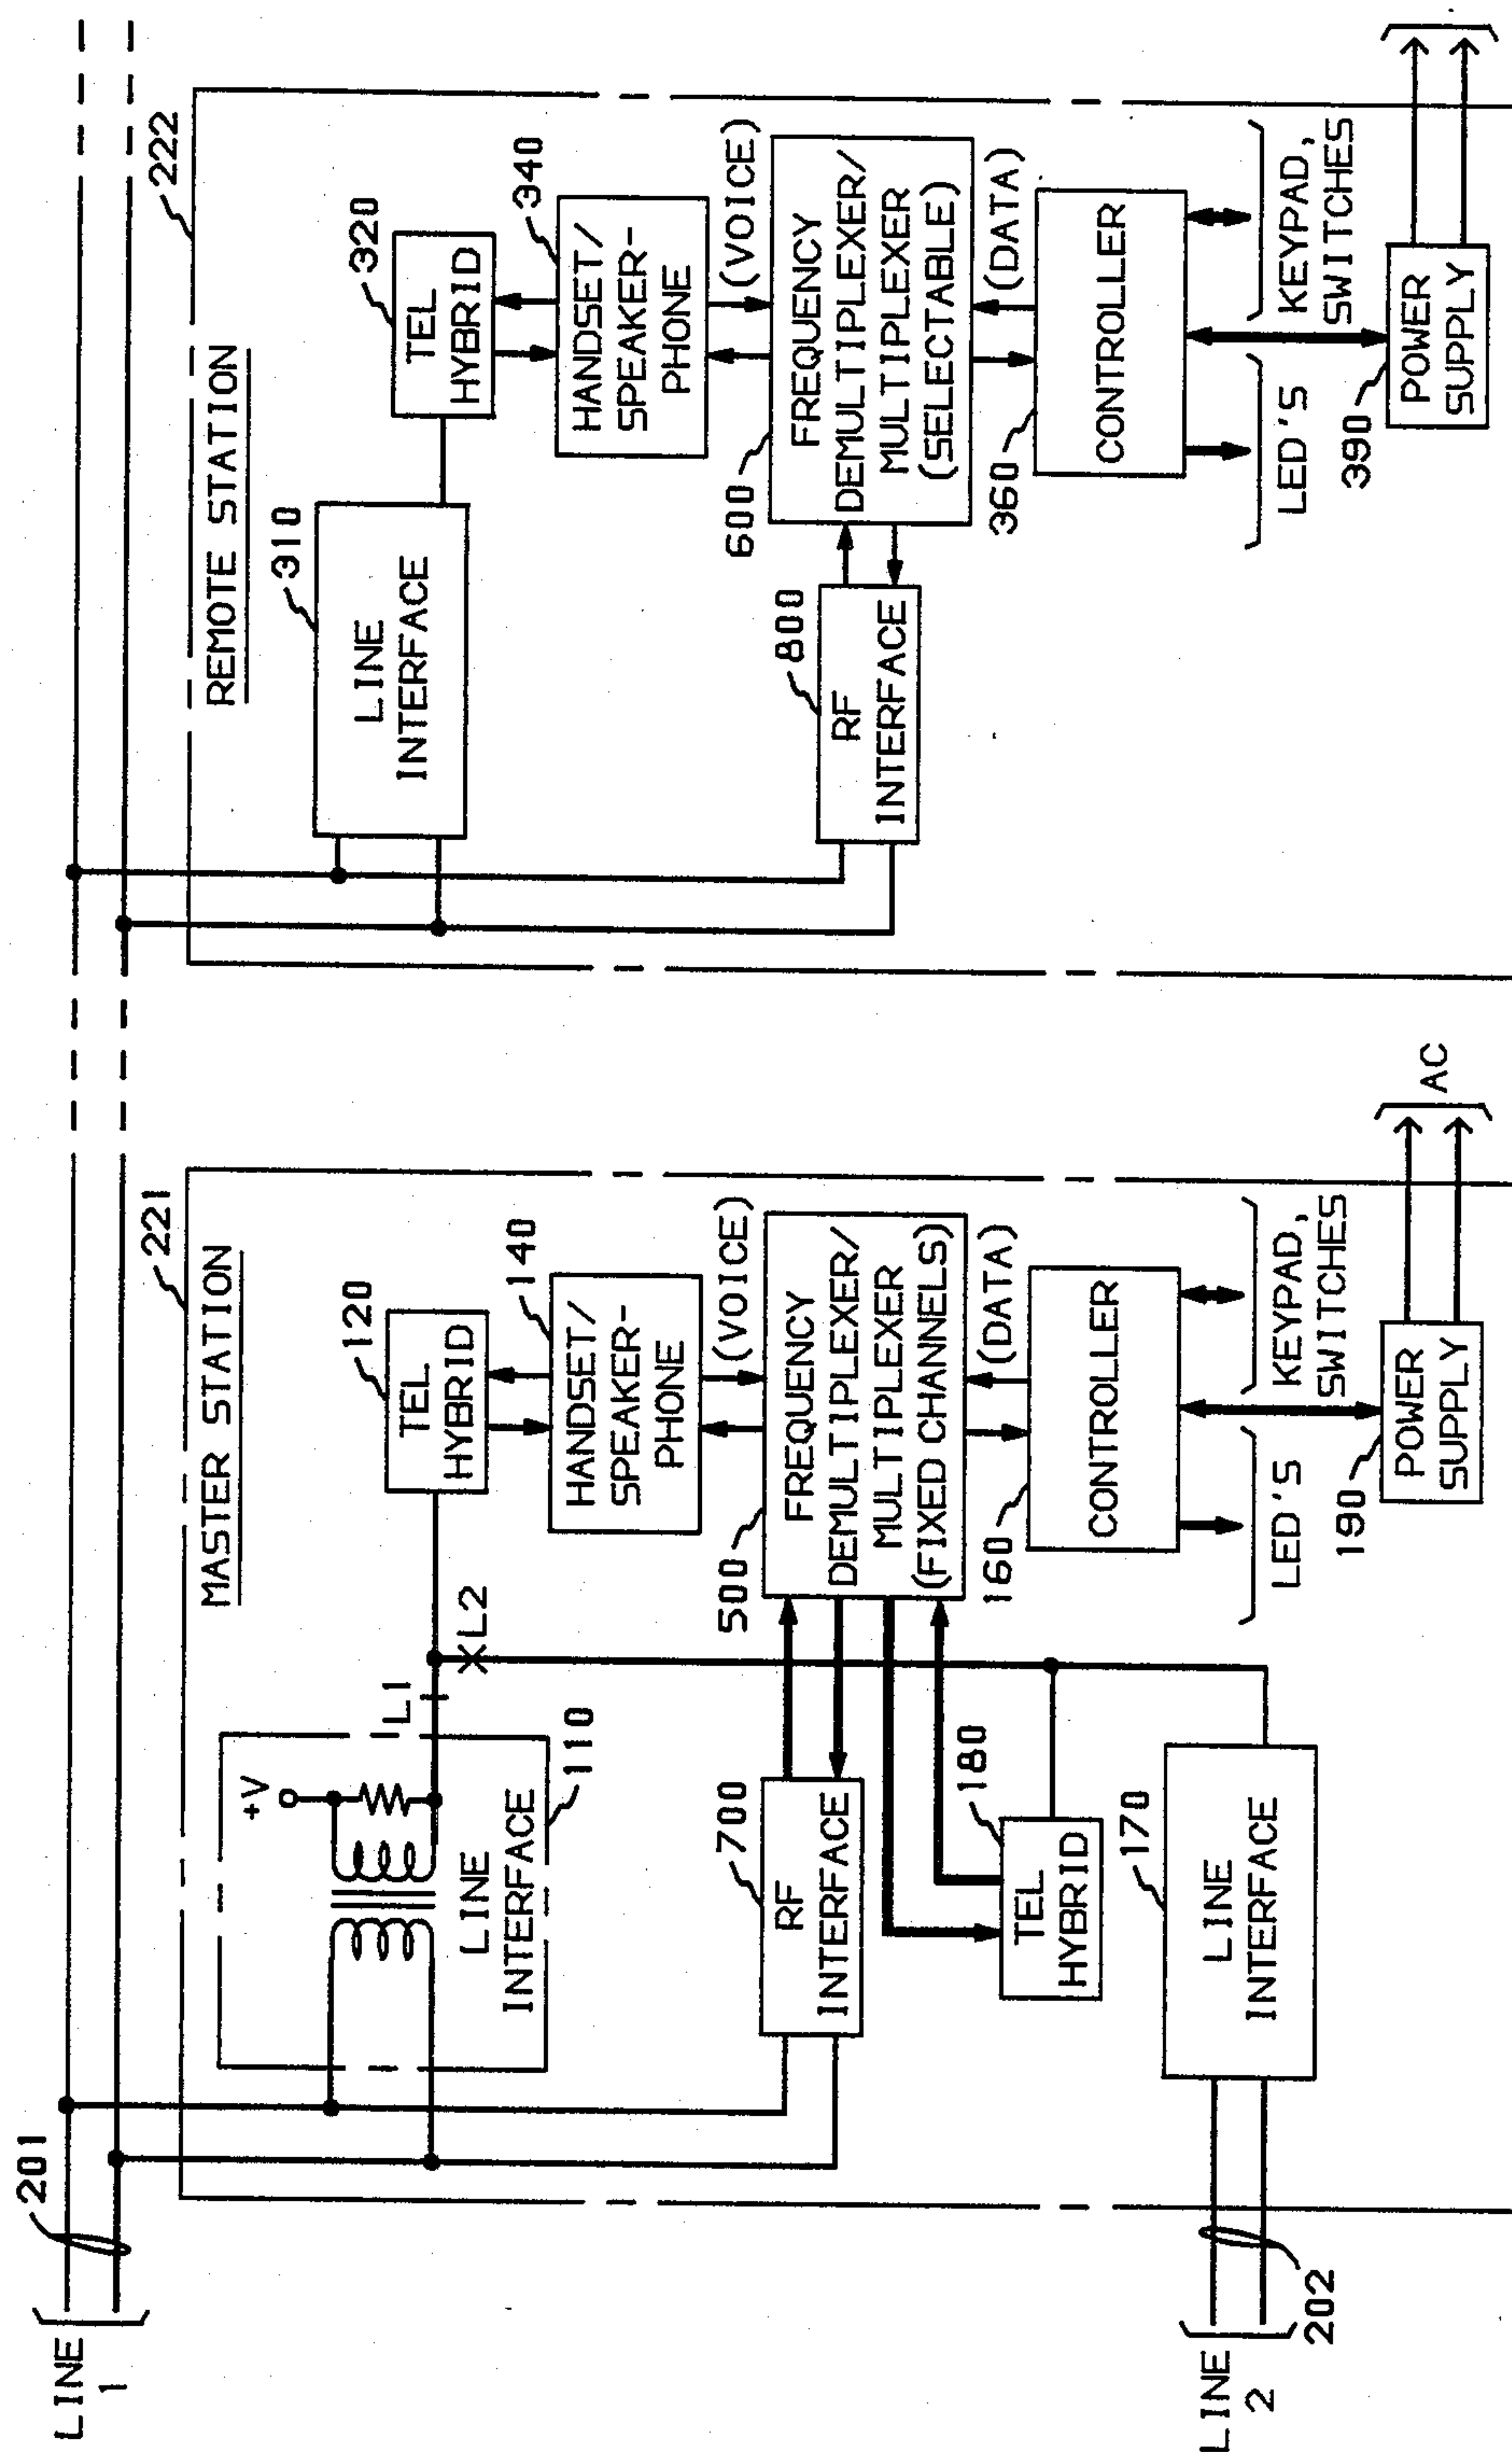 LINE
1
201
MASTER STATION
221
+V
LINE
INTERFACE
110
L1
L2
TEL
HYBRID
120
HANDSET/
SPEAKER-
PHONE
140
(VOICE)
RF
INTERFACE
700
FREQUENCY
DEMULTIPLEXER/
MULTIPLEXER
(FIXED CHANNELS)
500
(DATA)
TEL
HYBRID
180
CONTROLLER
160
LINE
INTERFACE
170
LINE
2
202
LED'S
KEYPAD,
SWITCHES
POWER
SUPPLY
190
AC
REMOTE STATION
222
LINE
INTERFACE
310
TEL
HYBRID
320
HANDSET/
SPEAKER-
PHONE
340
(VOICE)
RF
INTERFACE
800
FREQUENCY
DEMULTIPLEXER/
MULTIPLEXER
(SELECTABLE)
600
(DATA)
CONTROLLER
360
LED'S
KEYPAD,
SWITCHES
POWER
SUPPLY
390